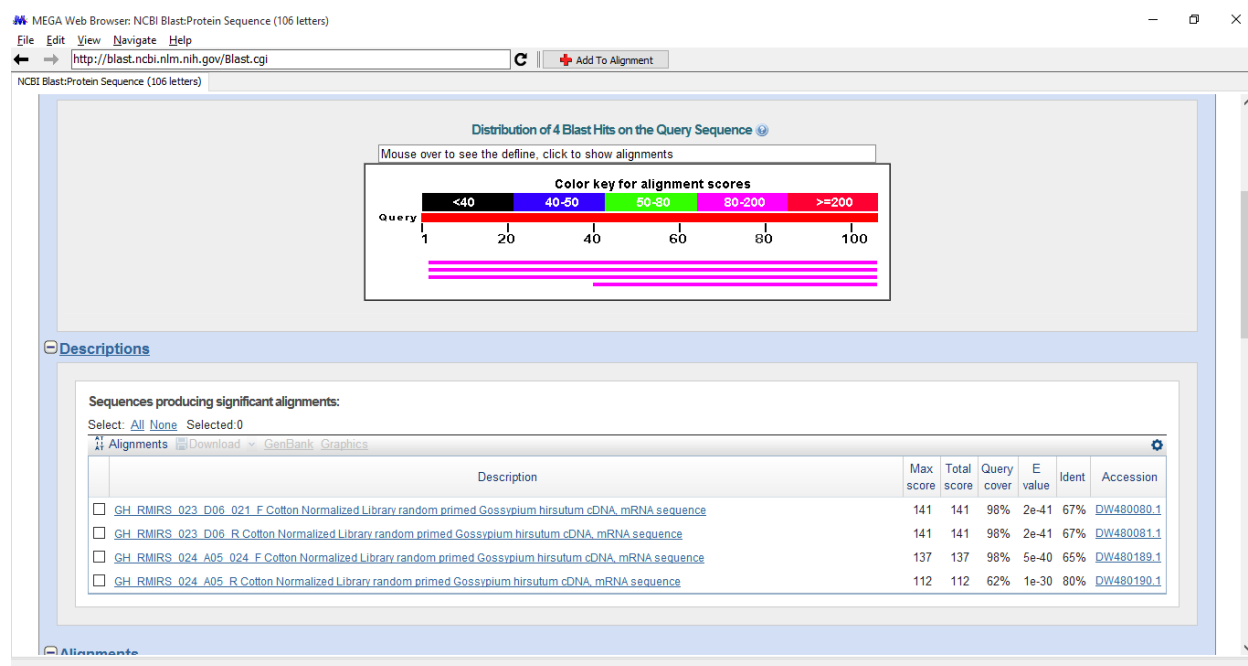 MEGA Web Browser: NCBI Blast:Protein Sequence (106 letters)
File Edit View Navigate Help
http://blast.ncbi.nlm.nih.gov/Blast.cgi
Add To Alignment
NCBI Blast:Protein Sequence (106 letters)
Distribution of 4 Blast Hits on the Query Sequence
Mouse over to see the defline, click to show alignments
Color key for alignment scores
<40 40-50 50-80 80-200 >=200
Query
1 20 40 60 80 100
Descriptions
Sequences producing significant alignments:
Select: All None Selected:0
Alignments Download GenBank Graphics
Description Max score Total score Query cover E value Ident Accession
GH_RMIRS_023_D06_021_F Cotton Normalized Library random primed Gossypium hirsutum cDNA, mRNA sequence 141 141 98% 2e-41 67% DW480080.1
GH_RMIRS_023_D06_R Cotton Normalized Library random primed Gossypium hirsutum cDNA, mRNA sequence 141 141 98% 2e-41 67% DW480081.1
GH_RMIRS_024_A05_024_F Cotton Normalized Library random primed Gossypium hirsutum cDNA, mRNA sequence 137 137 98% 5e-40 65% DW480189.1
GH_RMIRS_024_A05_R Cotton Normalized Library random primed Gossypium hirsutum cDNA, mRNA sequence 112 112 62% 1e-30 80% DW480190.1
Alignments